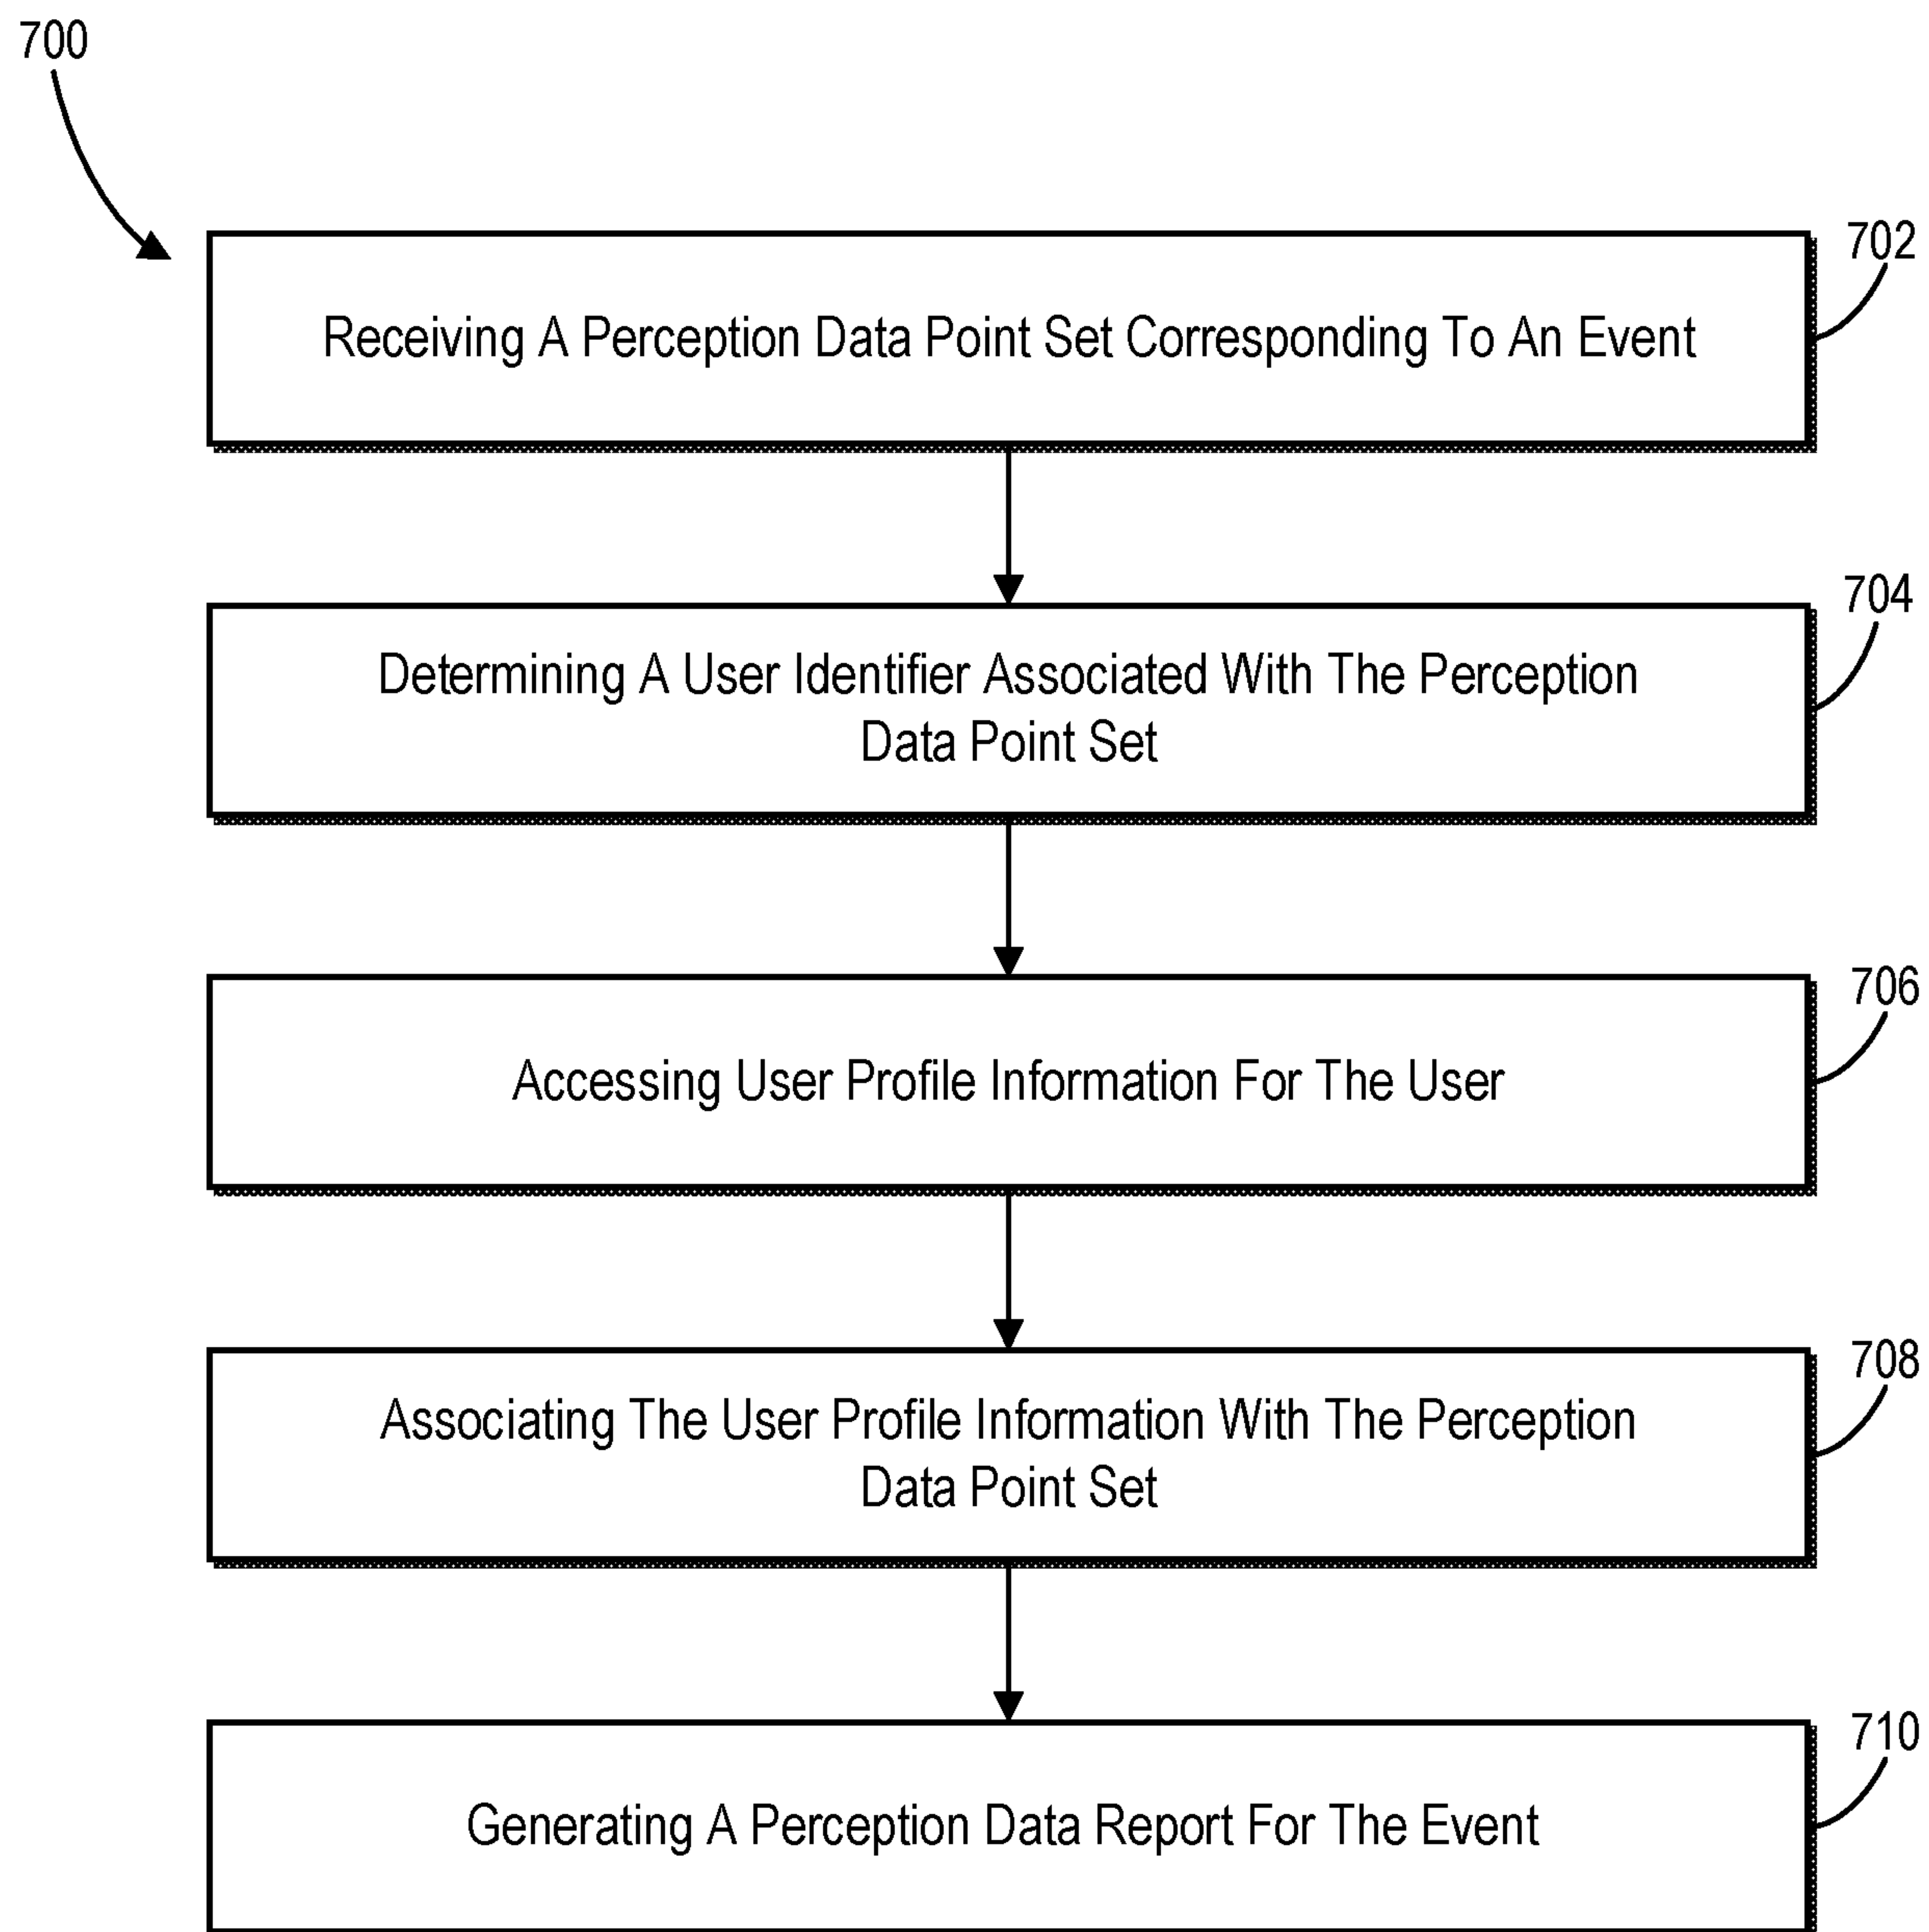 700
702
Receiving A Perception Data Point Set Corresponding To An Event
704
Determining A User Identifier Associated With The Perception
Data Point Set
706
Accessing User Profile Information For The User
708
Associating The User Profile Information With The Perception
Data Point Set
710
Generating A Perception Data Report For The Event